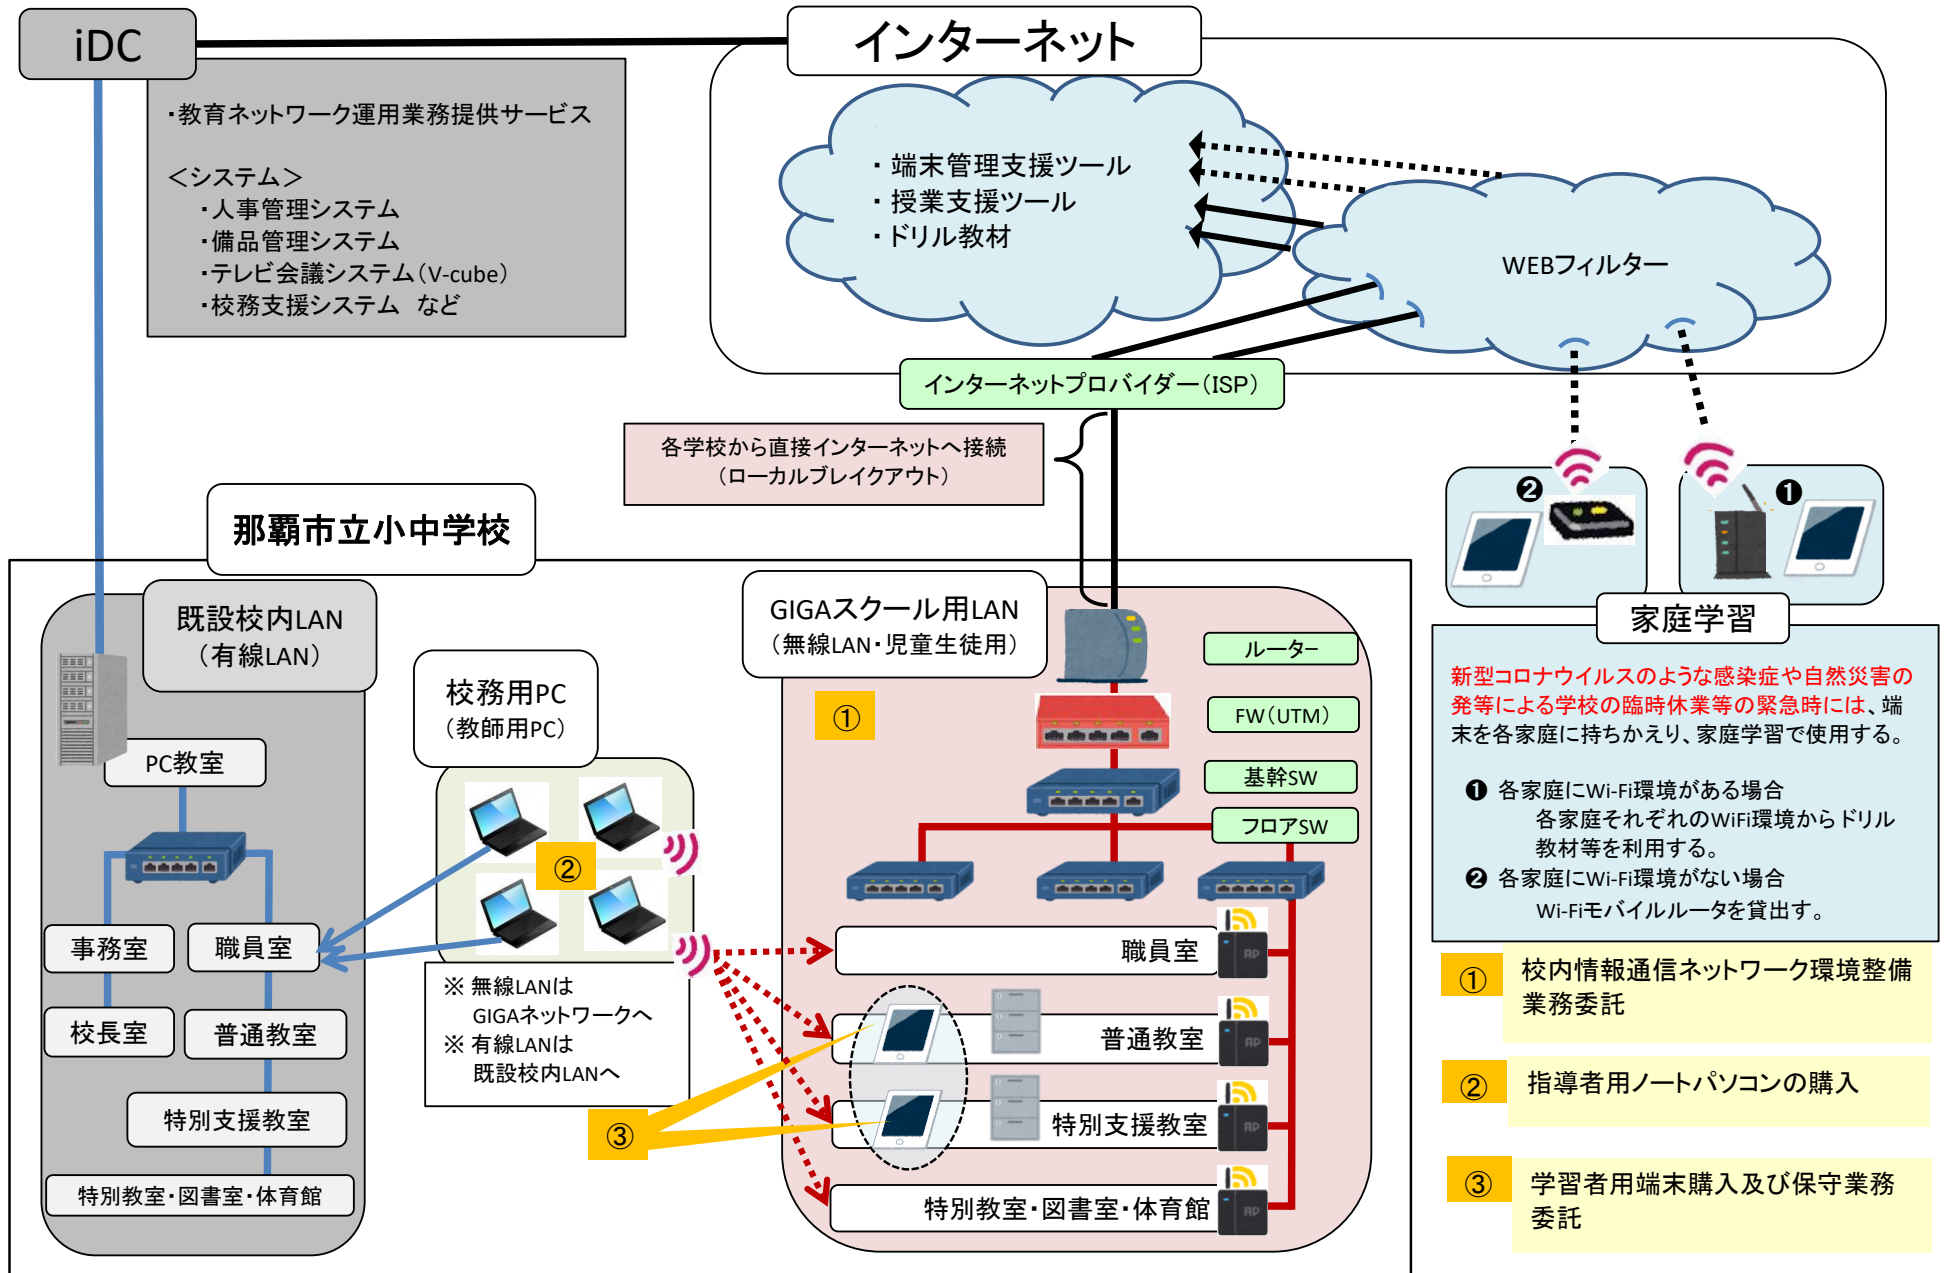 iDC
インターネット
・教育ネットワーク運用業務提供サービス
＜システム＞
・人事管理システム
・備品管理システム
・テレビ会議システム（V-cube）
・校務支援システム　など
・ 端末管理支援ツール
・ 授業支援ツール
・ドリル教材
WEBフィルター
インターネットプロバイダー（ISP）
各学校から直接インターネットへ接続
（ローカルブレイクアウト）
那覇市立小中学校
既設校内LAN
（有線LAN）
PC教室
事務室
職員室
校長室
普通教室
特別支援教室
特別教室・図書室・体育館
校務用PC
（教師用PC）
②
※ 無線LANは
GIGAネットワークへ
※ 有線LANは
既設校内LANへ
③
GIGAスクール用LAN
（無線LAN・児童生徒用）
①
ルーター
FW（UTM）
基幹SW
フロアSW
職員室
AP
普通教室
AP
特別支援教室
AP
特別教室・図書室・体育館
AP
❷
❶
家庭学習
新型コロナウイルスのような感染症や自然災害の
発等による学校の臨時休業等の緊急時には、端
末を各家庭に持ちかえり、家庭学習で使用する。
❶ 各家庭にWi-Fi環境がある場合
各家庭それぞれのWiFi環境からドリル
教材等を利用する。
❷ 各家庭にWi-Fi環境がない場合
Wi-Fiモバイルルータを貸出す。
① 校内情報通信ネットワーク環境整備
業務委託
② 指導者用ノートパソコンの購入
③ 学習者用端末購入及び保守業務
委託